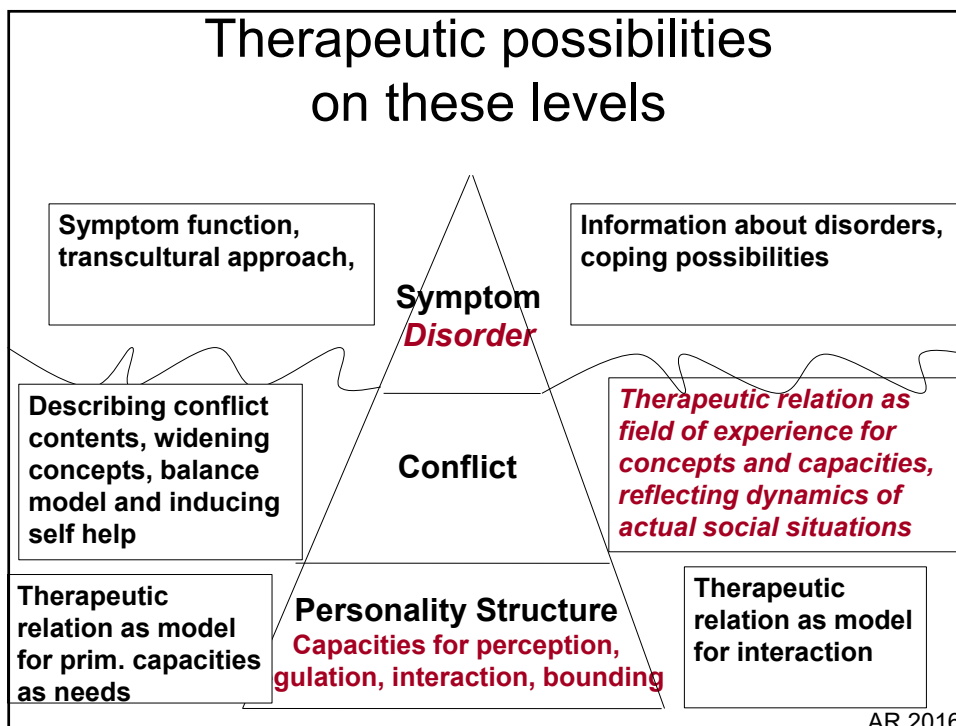 Therapeutic possibilities
on these levels
Symptom function,
transcultural approach,
Information about disorders,
coping possibilities
Symptom
Disorder
Describing conflict
contents, widening
concepts, balance
model and inducing
self help
Conflict
Therapeutic relation as
field of experience for
concepts and capacities,
reflecting dynamics of
actual social situations
Therapeutic
relation as model
for prim. capacities
as needs
Personality Structure
Capacities for perception,
gulation, interaction, bounding
Therapeutic
relation as model
for interaction
AR 2016